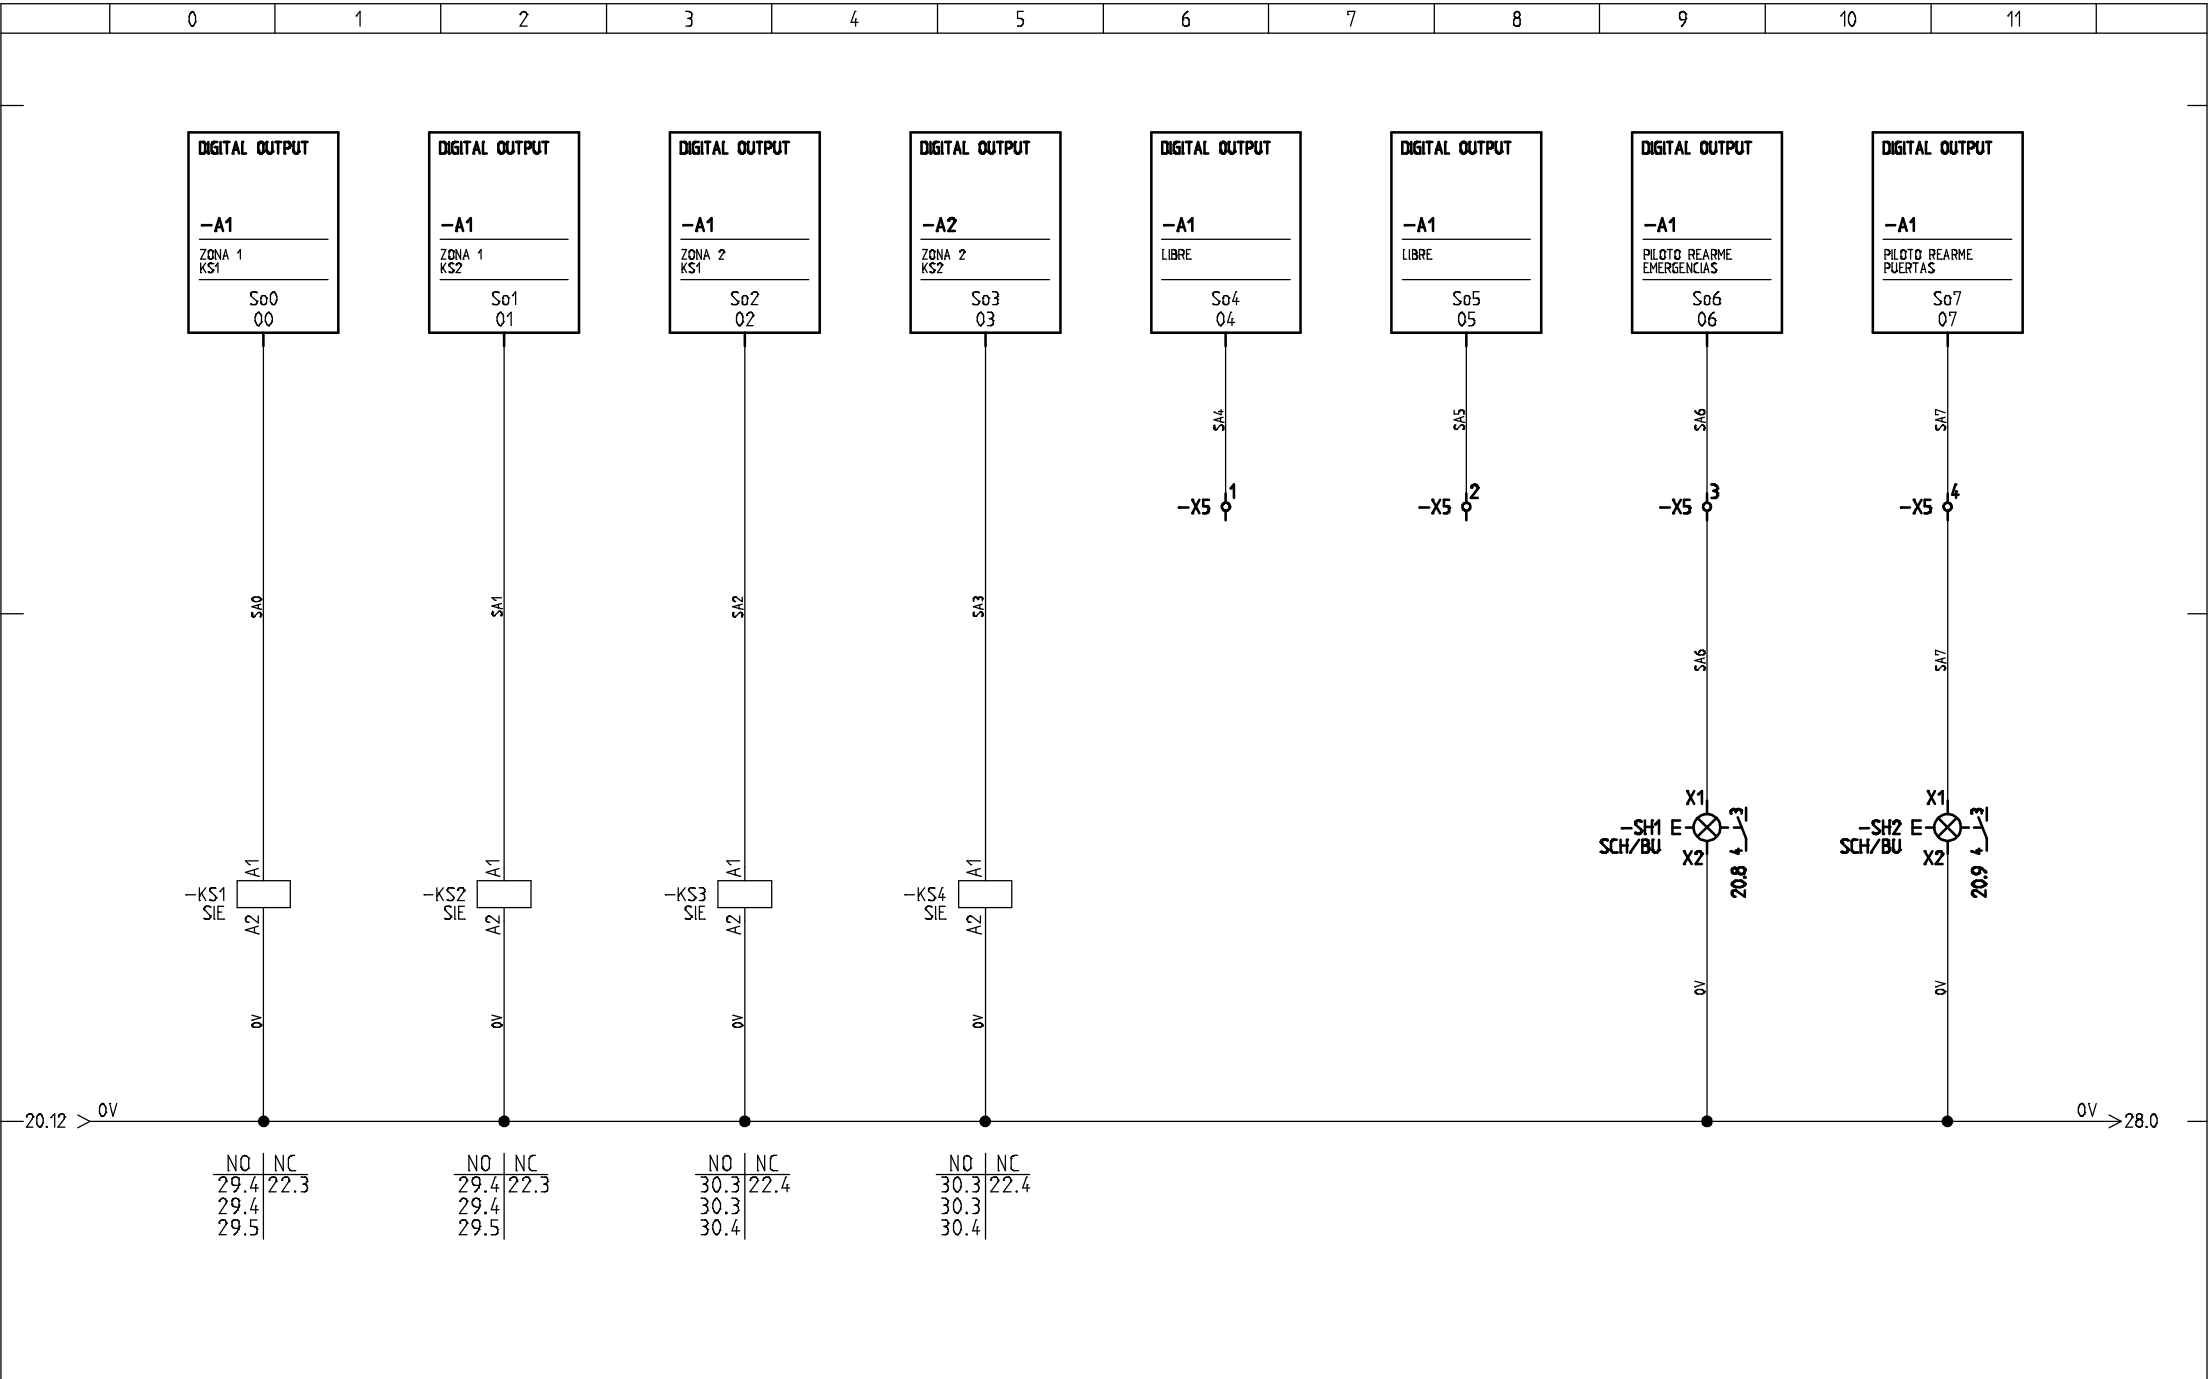 0 1 2 3 4 5 6 7 8 9 10 11
DIGITAL OUTPUT
-A1
ZONA 1
KS1
So0
00
DIGITAL OUTPUT
-A1
ZONA 1
KS2
So1
01
DIGITAL OUTPUT
-A1
ZONA 2
KS1
So2
02
DIGITAL OUTPUT
-A2
ZONA 2
KS2
So3
03
DIGITAL OUTPUT
-A1
LIBRE
So4
04
DIGITAL OUTPUT
-A1
LIBRE
So5
05
DIGITAL OUTPUT
-A1
PILOTO REARME
EMERGENCIAS
So6
06
DIGITAL OUTPUT
-A1
PILOTO REARME
PUERTAS
So7
07
SA4
SA5
SA6
SA7
-X5 1
-X5 2
-X5 3
-X5 4
SA0
SA1
SA2
SA3
SA6
SA7
A1
-KS1
SIE
A2
A1
-KS2
SIE
A2
A1
-KS3
SIE
A2
A1
-KS4
SIE
A2
X1
-SH1
SCH/BU
X2
3
4
20.8
X1
-SH2
SCH/BU
X2
3
4
20.9
0V
0V
0V
0V
0V
0V
20.12
0V
0V
28.0
NO NC
29.4 22.3
29.4
29.5
NO NC
29.4 22.3
29.4
29.5
NO NC
30.3 22.4
30.3
30.4
NO NC
30.3 22.4
30.3
30.4